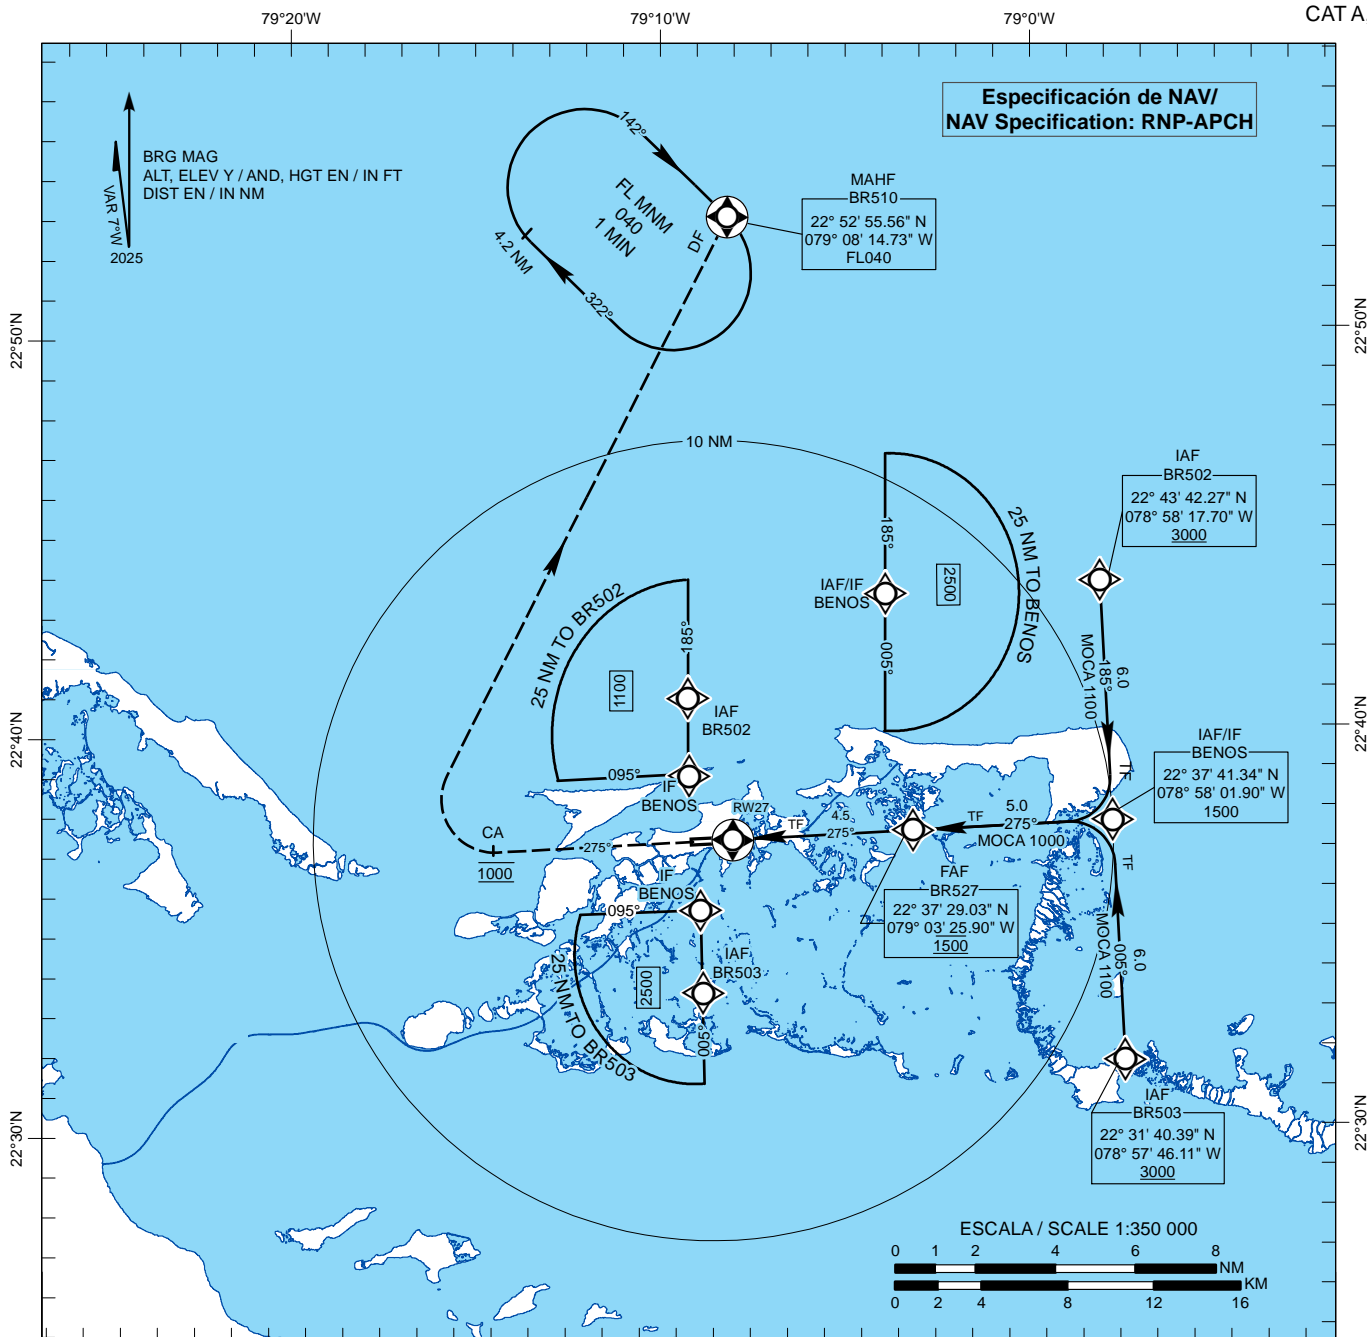 79°20'W
79°10'W
79°0'W
CAT A
Especificación de NAV/
NAV Specification: RNP-APCH
BRG MAG
ALT, ELEV Y / AND, HGT EN / IN FT
DIST EN / IN NM
VAR 7°W
2025
142°
FL MNM
040
1 MIN
4.2 NM
322°
DF
MAHF
BR510
22° 52' 55.56" N
079° 08' 14.73" W
FL040
22°50'N
22°50'N
10 NM
IAF
BR502
22° 43' 42.27" N
078° 58' 17.70" W
3000
185°
25 NM TO BENOS
2500
IAF/IF
BENOS
005°
25 NM TO BR502
185°
1100
IAF
BR502
095°
IF
BENOS
6.0
185°
MOCA 1100
TF
IAF/IF
BENOS
22° 37' 41.34" N
078° 58' 01.90" W
1500
22°40'N
22°40'N
RW27
CA
1000
275°
TF
4.5
275°
TF
5.0
275°
MOCA 1000
FAF
BR527
22° 37' 29.03" N
079° 03' 25.90" W
1500
TF
6.0
005°
MOCA 1100
IF
BENOS
095°
IAF
BR503
2500
25 NM TO BR503
005°
IAF
BR503
22° 31' 40.39" N
078° 57' 46.11" W
3000
22°30'N
22°30'N
ESCALA / SCALE 1:350 000
0 1 2 4 6 8
NM
KM
0 2 4 8 12 16